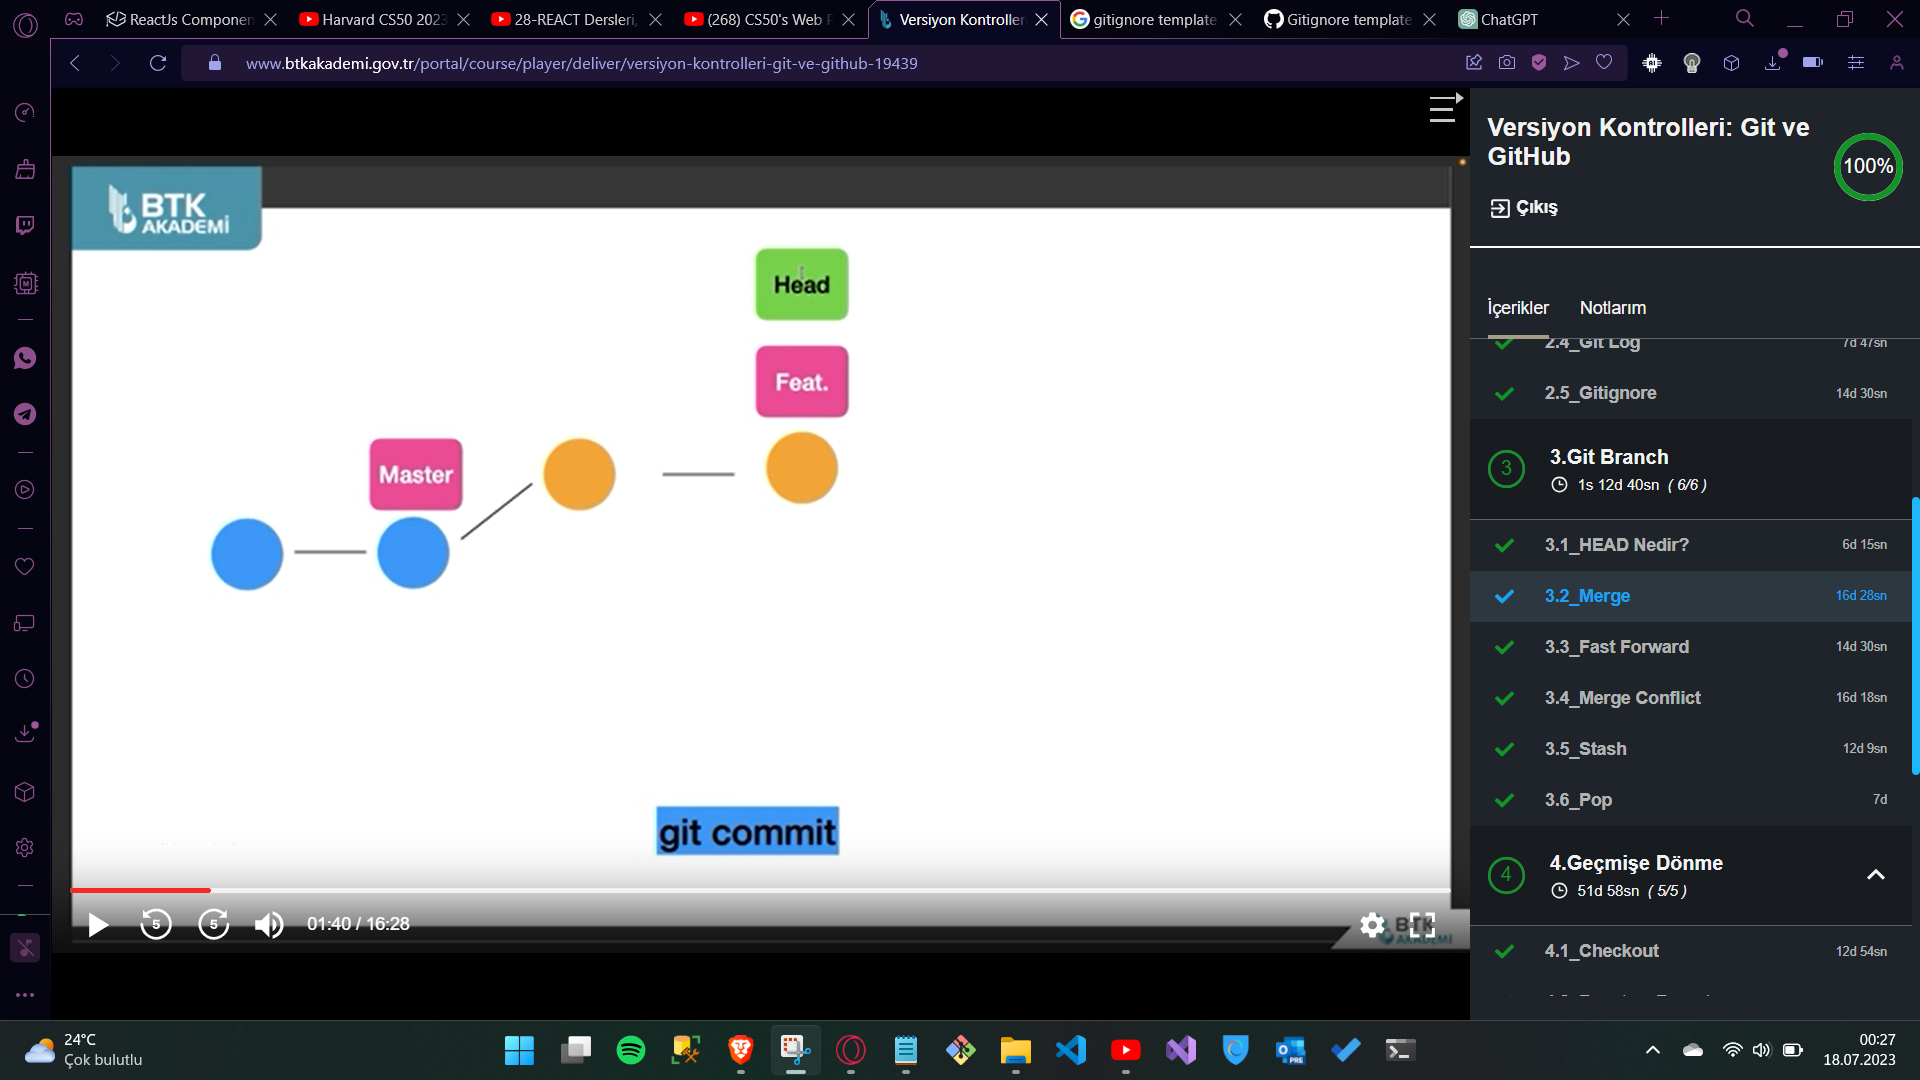 ReactJs Componen
Harvard CS50 2023
28-REACT Dersleri,
(268) CS50's Web P
Versiyon Kontroller
gitignore template
Gitignore template
ChatGPT
www.btkakademi.gov.tr/portal/course/player/deliver/versiyon-kontrolleri-git-ve-github-19439
BTK
AKADEMİ
Head
Feat.
Master
git commit
5
5
01:40 / 16:28
Versiyon Kontrolleri: Git ve
GitHub
100%
Çıkış
İçerikler
Notlarım
2.4_Git Log
7d 47sn
2.5_Gitignore
14d 30sn
3
3.Git Branch
1s 12d 40sn ( 6/6 )
3.1_HEAD Nedir?
6d 15sn
3.2_Merge
16d 28sn
3.3_Fast Forward
14d 30sn
3.4_Merge Conflict
16d 18sn
3.5_Stash
12d 9sn
3.6_Pop
7d
4
4.Geçmişe Dönme
51d 58sn ( 5/5 )
4.1_Checkout
12d 54sn
BTK
AKADEMİ
24°C
Çok bulutlu
PRE
00:27
18.07.2023